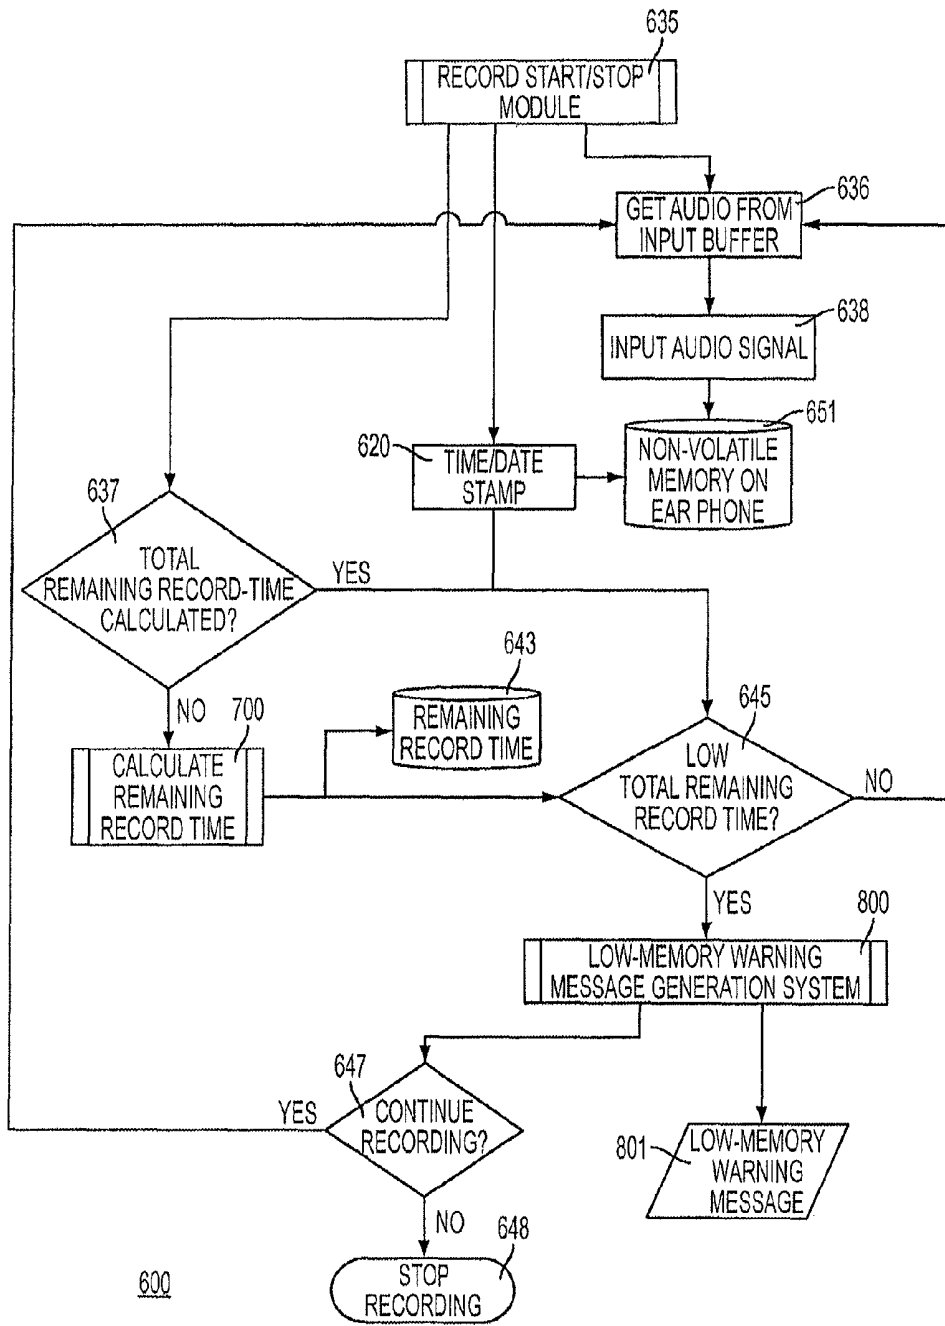 635
RECORD START/STOP
MODULE
636
GET AUDIO FROM
INPUT BUFFER
638
INPUT AUDIO SIGNAL
651
NON-VOLATILE
MEMORY ON
EAR PHONE
620
TIME/DATE
STAMP
637
TOTAL
REMAINING RECORD-TIME
CALCULATED?
YES
NO
700
CALCULATE
REMAINING
RECORD TIME
643
REMAINING
RECORD TIME
645
LOW
TOTAL REMAINING
RECORD TIME?
NO
YES
800
LOW-MEMORY WARNING
MESSAGE GENERATION SYSTEM
647
CONTINUE
RECORDING?
YES
NO
801
LOW-MEMORY
WARNING
MESSAGE
648
STOP
RECORDING
600